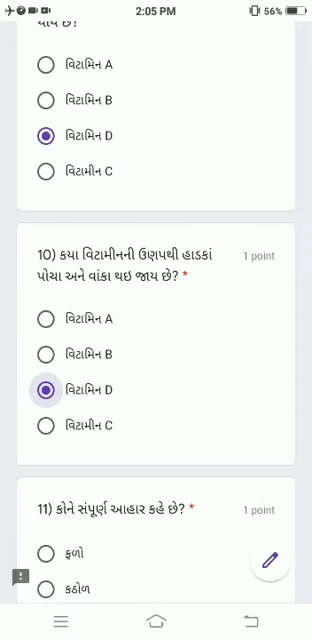 2:05 PM
56%
થાય છે?
વિટામિન A
વિટામિન B
વિટામિન D
વિટામીન C
10) કયા વિટામીનની ઉણપથી હાડકાં 1 point
પોચા અને વાંકા થઇ જાય છે? *
વિટામિન A
વિટામિન B
વિટામિન D
વિટામીન C
11) કોને સંપૂર્ણ આહાર કહે છે? * 1 point
ફળો
કઠોળ